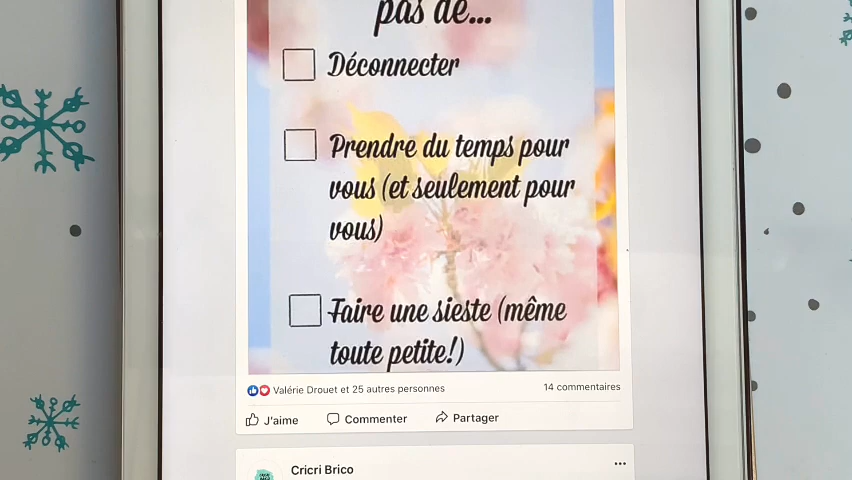 pas de...
Déconnecter
Prendre du temps pour
vous (et seulement pour
vous)
Faire une sieste (même
toute petite!)
Valérie Drouet et 25 autres personnes
14 commentaires
J'aime
Commenter
Partager
Cricri Brico